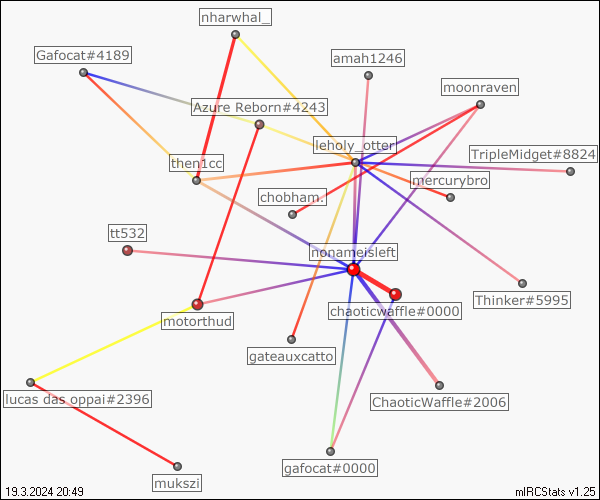 nharwhal_
Gafocat#4189
amah1246
moonraven
Azure Reborn#4243
leholy_otter
then1cc
TripleMidget#8824
mercurybro
chobham.
tt532
nonameisleft
Thinker#5995
chaoticwaffle#0000
motorthud
gateauxcatto
lucas das oppai#2396
ChaoticWaffle#2006
gafocat#0000
mukszi
19.3.2024 20:49
mIRCStats v1.25